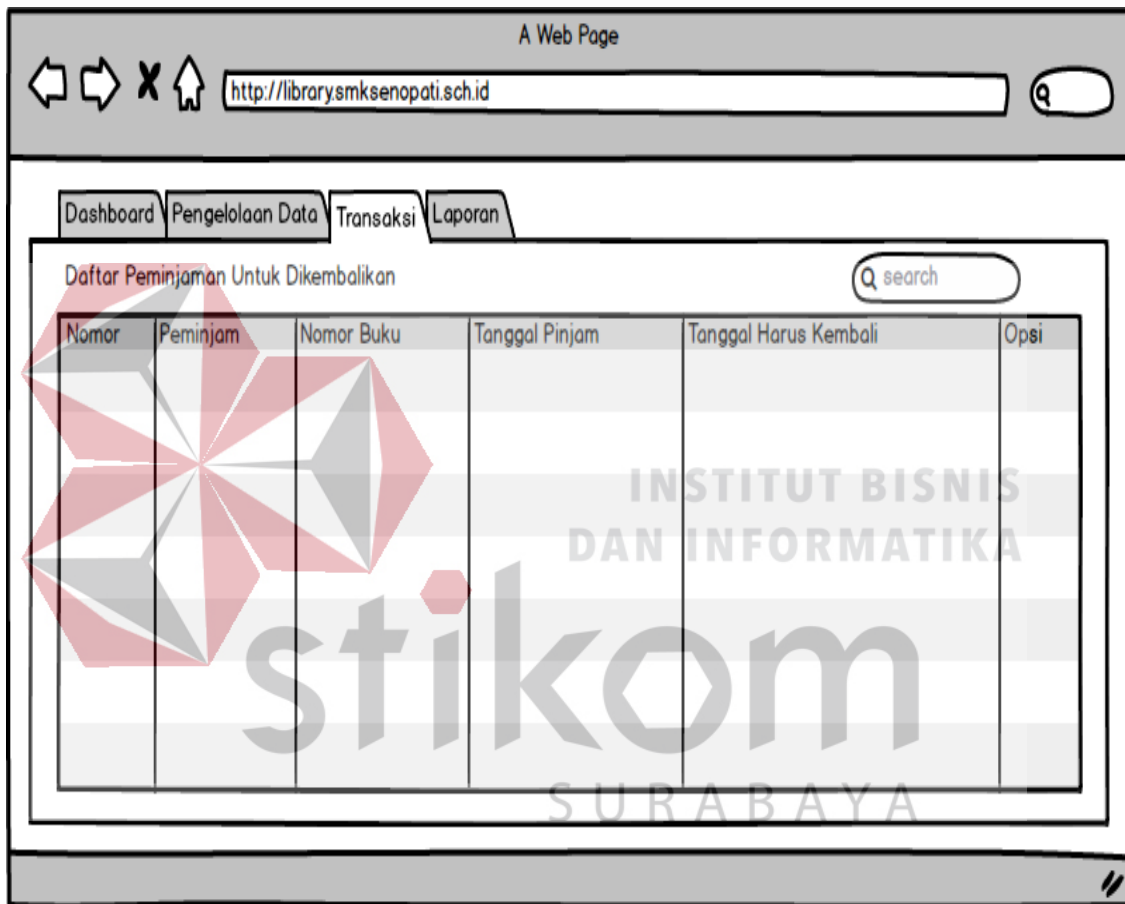 A Web Page
http://library.smksenopati.sch.id
Dashboard Pengelolaan Data Transaksi Laporan
Daftar Peminjaman Untuk Dikembalikan search
Nomor Peminjam Nomor Buku Tanggal Pinjam Tanggal Harus Kembali Opsi
INSTITUT BISNIS
DAN INFORMATIKA
stikom
SURABAYA